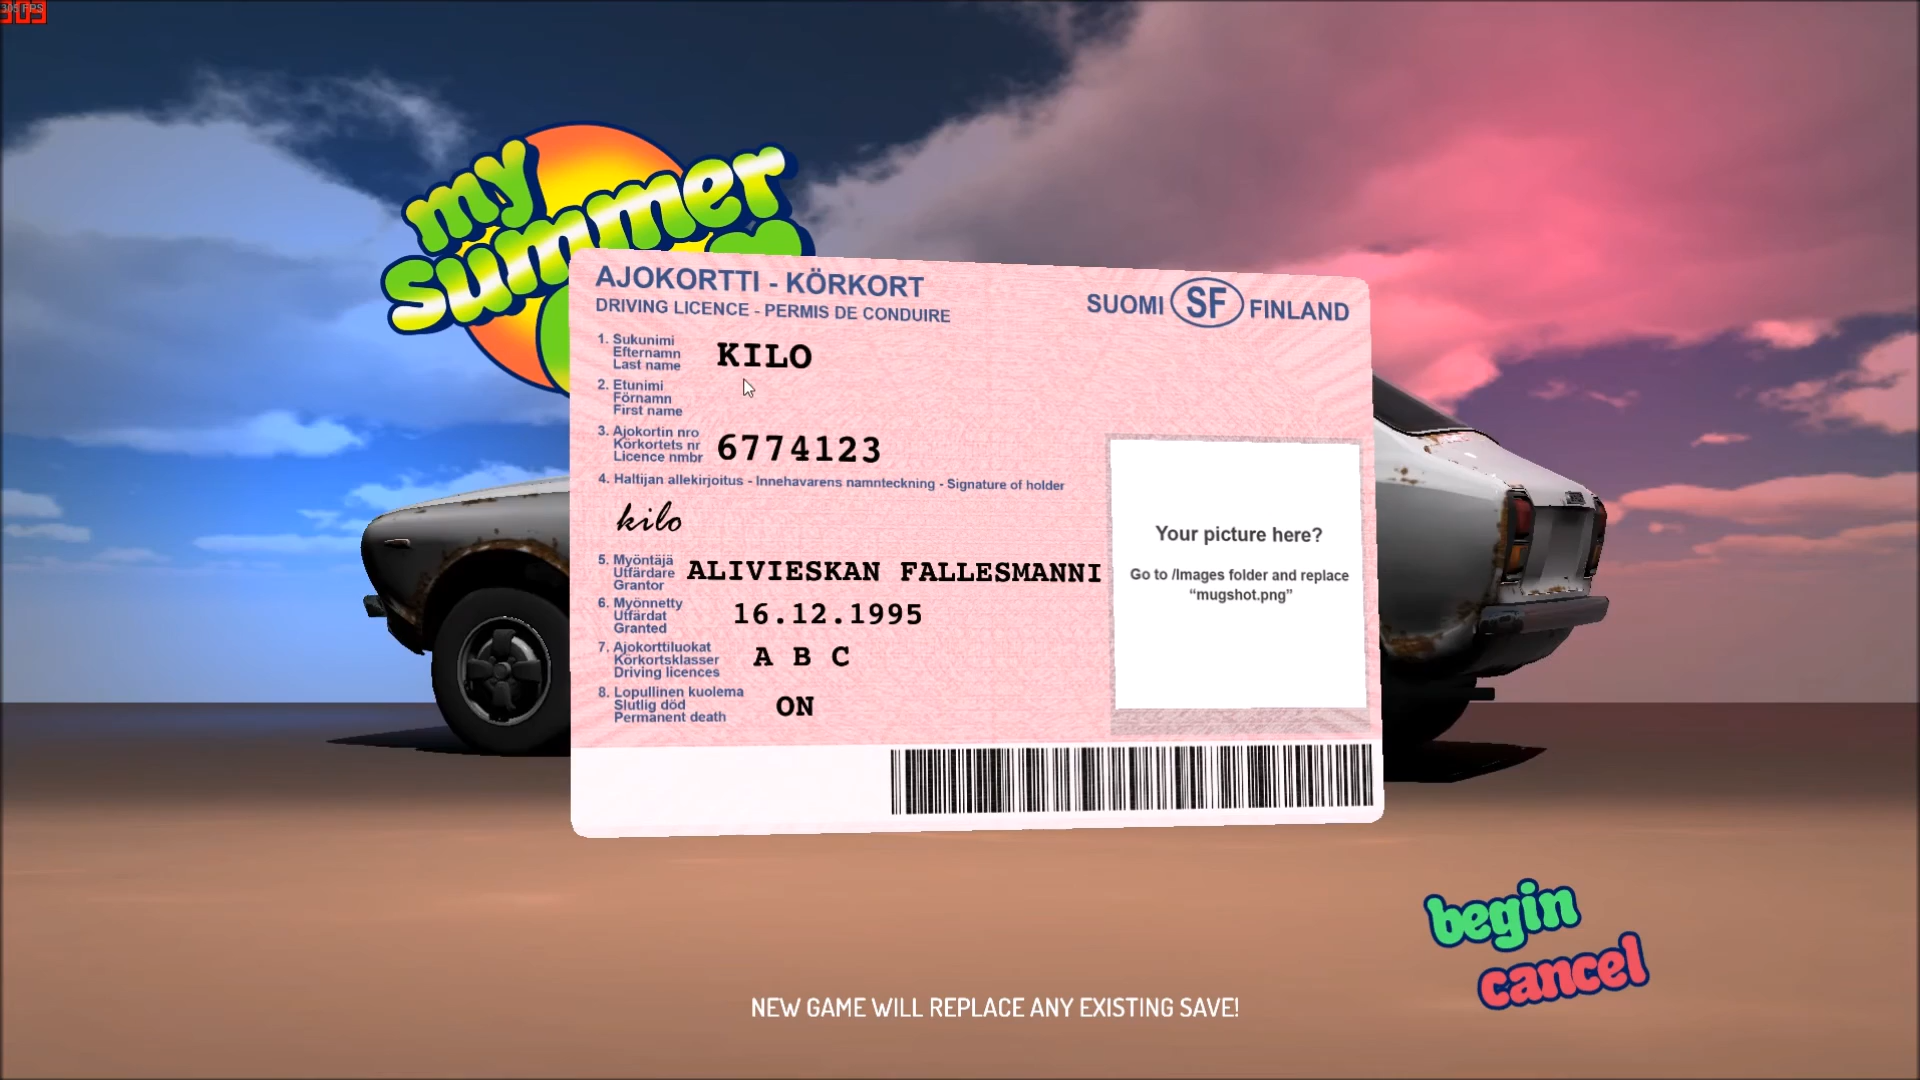 303
305 FPS
my
summer
AJOKORTTI - KÖRKORT
DRIVING LICENCE - PERMIS DE CONDUIRE
SUOMI SF FINLAND
1. Sukunimi
Efternamn
Last name
KILO
2. Etunimi
Förnamn
First name
3. Ajokortin nro
Körkortets nr
Licence nmbr
6774123
4. Haltijan allekirjoitus - Innehavarens namnteckning - Signature of holder
kilo
5. Myöntäjä
Utfärdare
Grantor
ALIVIESKAN FALLESMANNI
6. Myönnetty
Utfärdat
Granted
16.12.1995
7. Ajokorttiluokat
Körkortsklasser
Driving licences
A B C
8. Lopullinen kuolema
Slutlig död
Permanent death
ON
Your picture here?
Go to /Images folder and replace
“mugshot.png”
begin
cancel
NEW GAME WILL REPLACE ANY EXISTING SAVE!